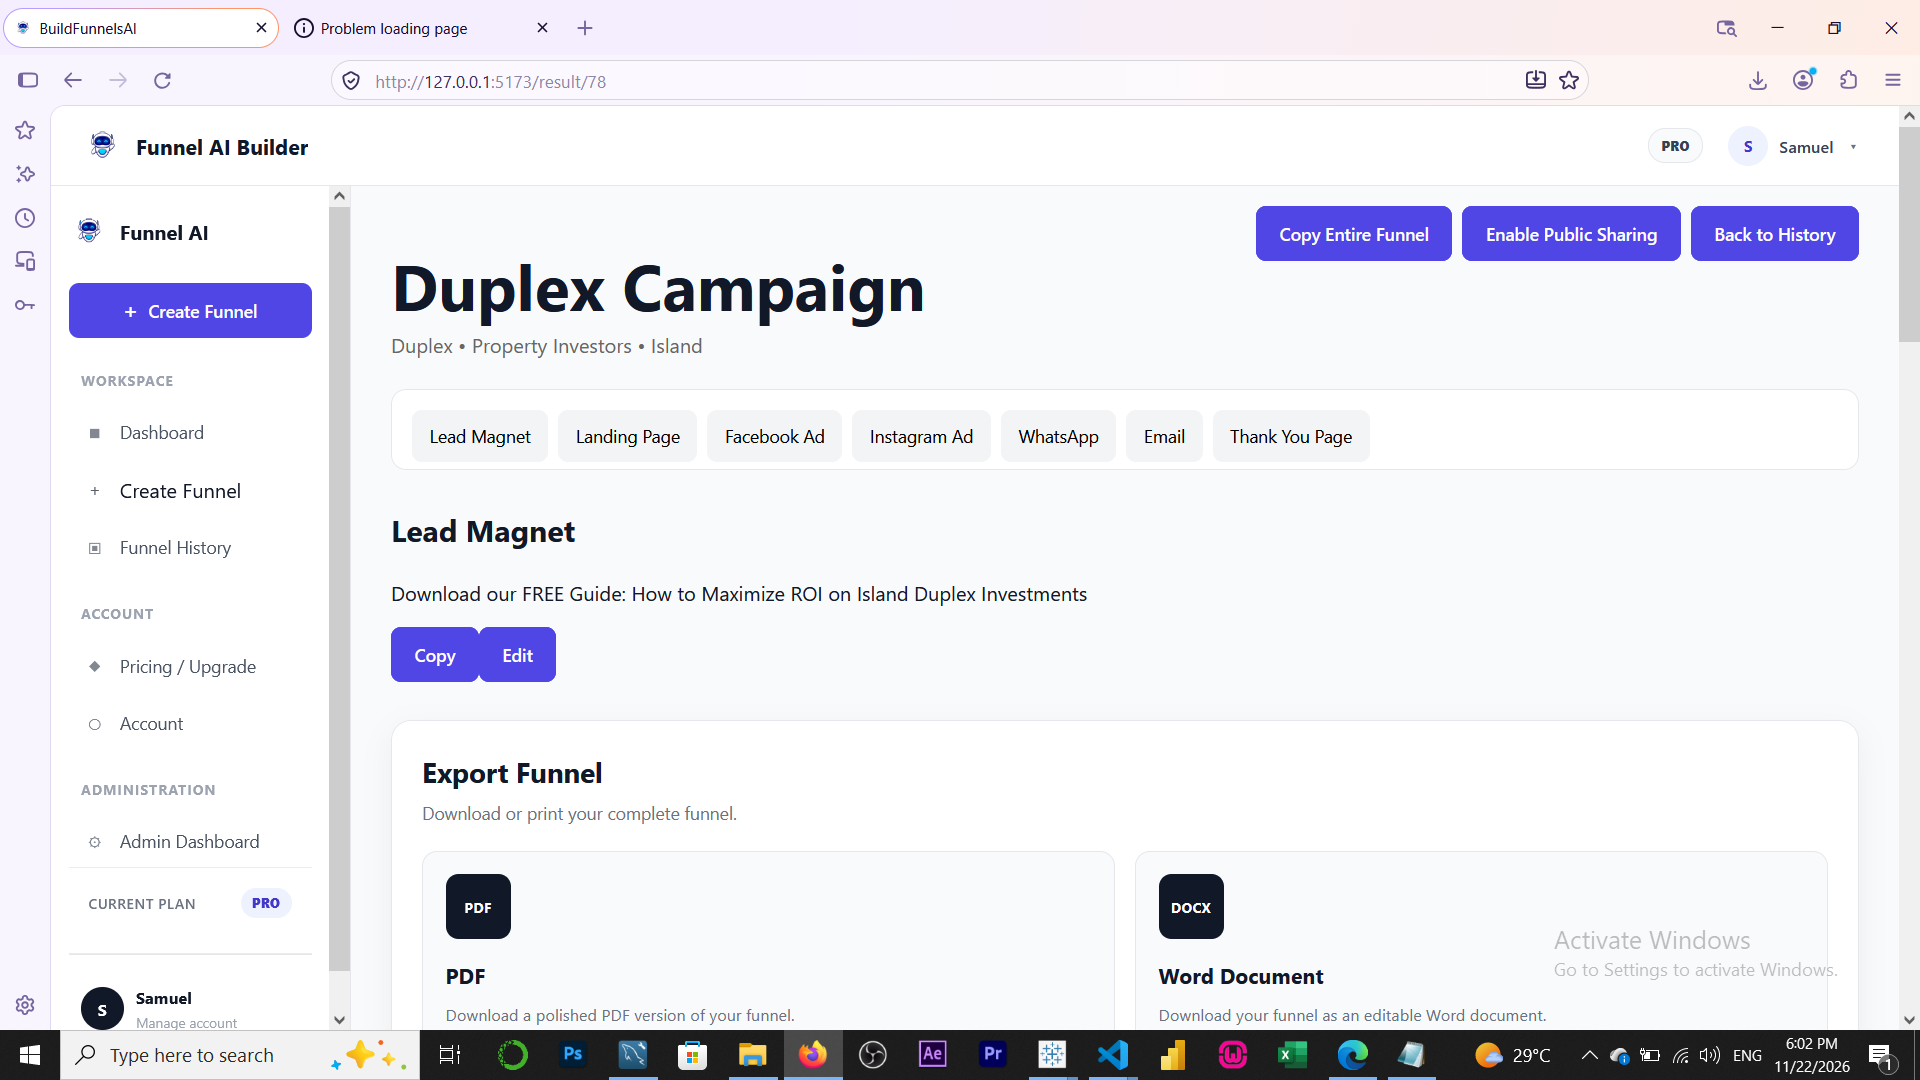 BuildFunnelsAI
Problem loading page
http://127.0.0.1:5173/result/78
Funnel AI Builder
PRO
S
Samuel
Funnel AI
+ Create Funnel
WORKSPACE
Dashboard
+ Create Funnel
Funnel History
ACCOUNT
Pricing / Upgrade
Account
ADMINISTRATION
Admin Dashboard
CURRENT PLAN
PRO
S
Samuel
Manage account
Copy Entire Funnel
Enable Public Sharing
Back to History
Duplex Campaign
Duplex • Property Investors • Island
Lead Magnet
Landing Page
Facebook Ad
Instagram Ad
WhatsApp
Email
Thank You Page
Lead Magnet
Download our FREE Guide: How to Maximize ROI on Island Duplex Investments
Copy
Edit
Export Funnel
Download or print your complete funnel.
PDF
PDF
Download a polished PDF version of your funnel.
DOCX
Word Document
Download your funnel as an editable Word document.
Activate Windows
Go to Settings to activate Windows.
Type here to search
Ps
Ae
Pr
29°C
ENG
6:02 PM
11/22/2026
1